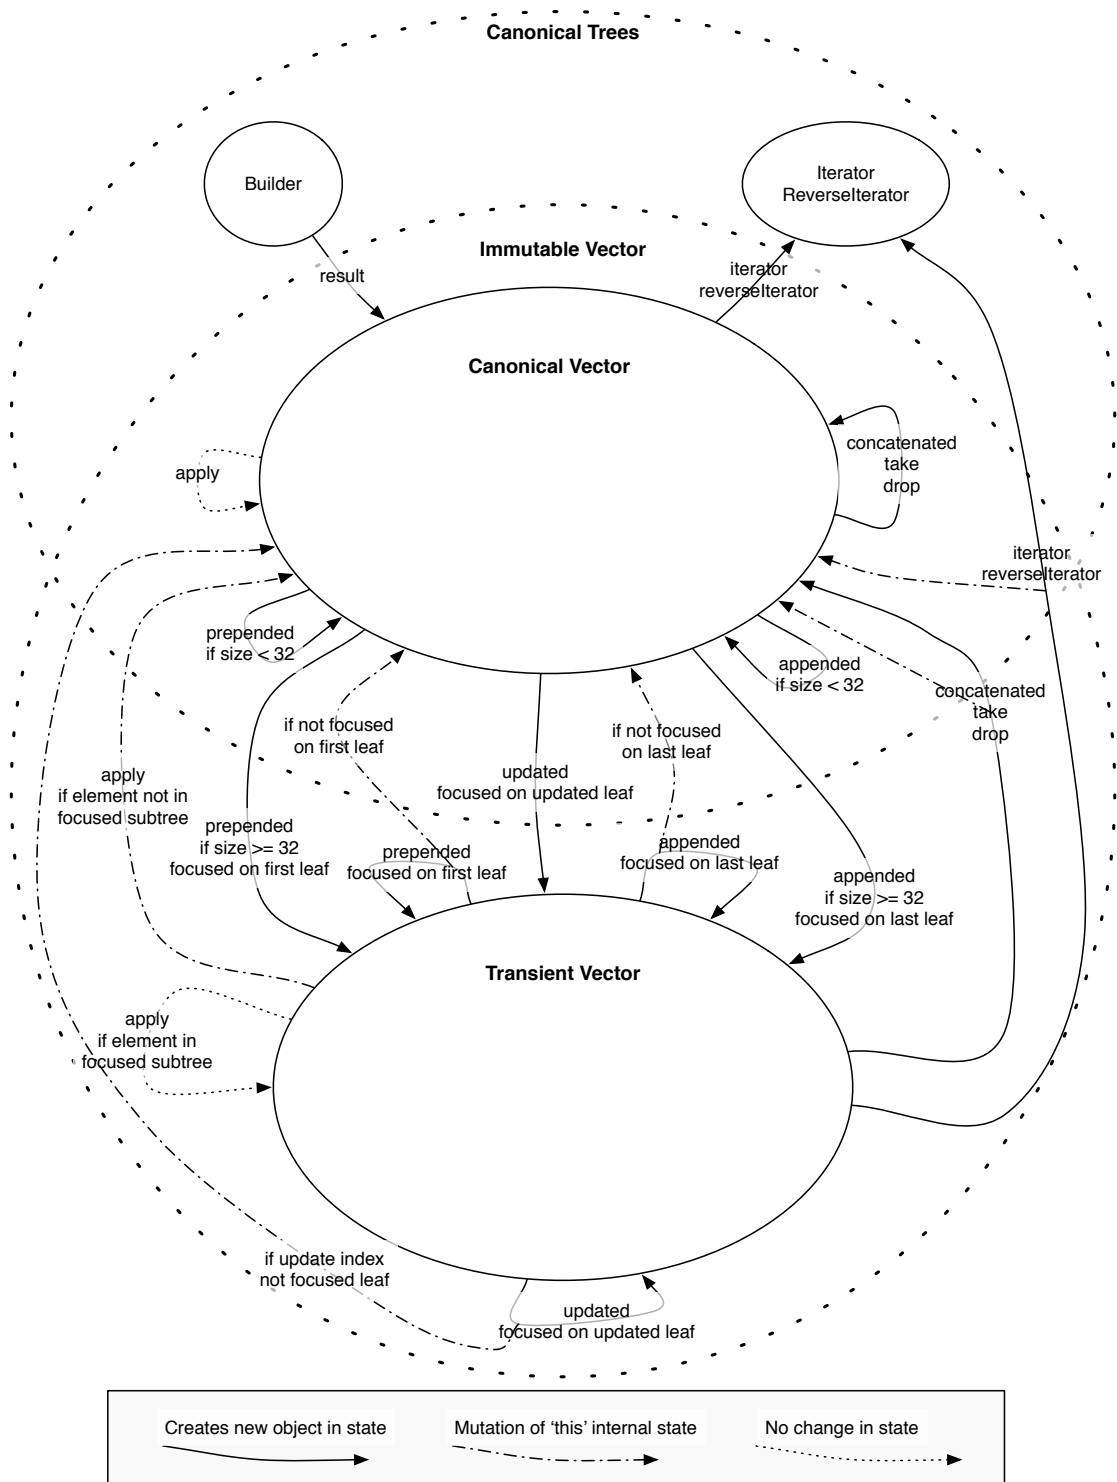 Canonical Trees
Builder
Iterator
ReverseIterator
Immutable Vector
result
iterator
reverseIterator
Canonical Vector
concatenated
take
drop
apply
iterator
reverseIterator
prepended
if size < 32
appended
if size < 32
concatenated
take
drop
if not focused
on first leaf
if not focused
on last leaf
updated
focused on updated leaf
apply
if element not in
focused subtree
prepended
if size >= 32
focused on first leaf
prepended
focused on first leaf
appended
focused on last leaf
appended
if size >= 32
focused on last leaf
Transient Vector
apply
if element in
focused subtree
if update index
not focused leaf
updated
focused on updated leaf
Creates new object in state
Mutation of ‘this’ internal state
No change in state